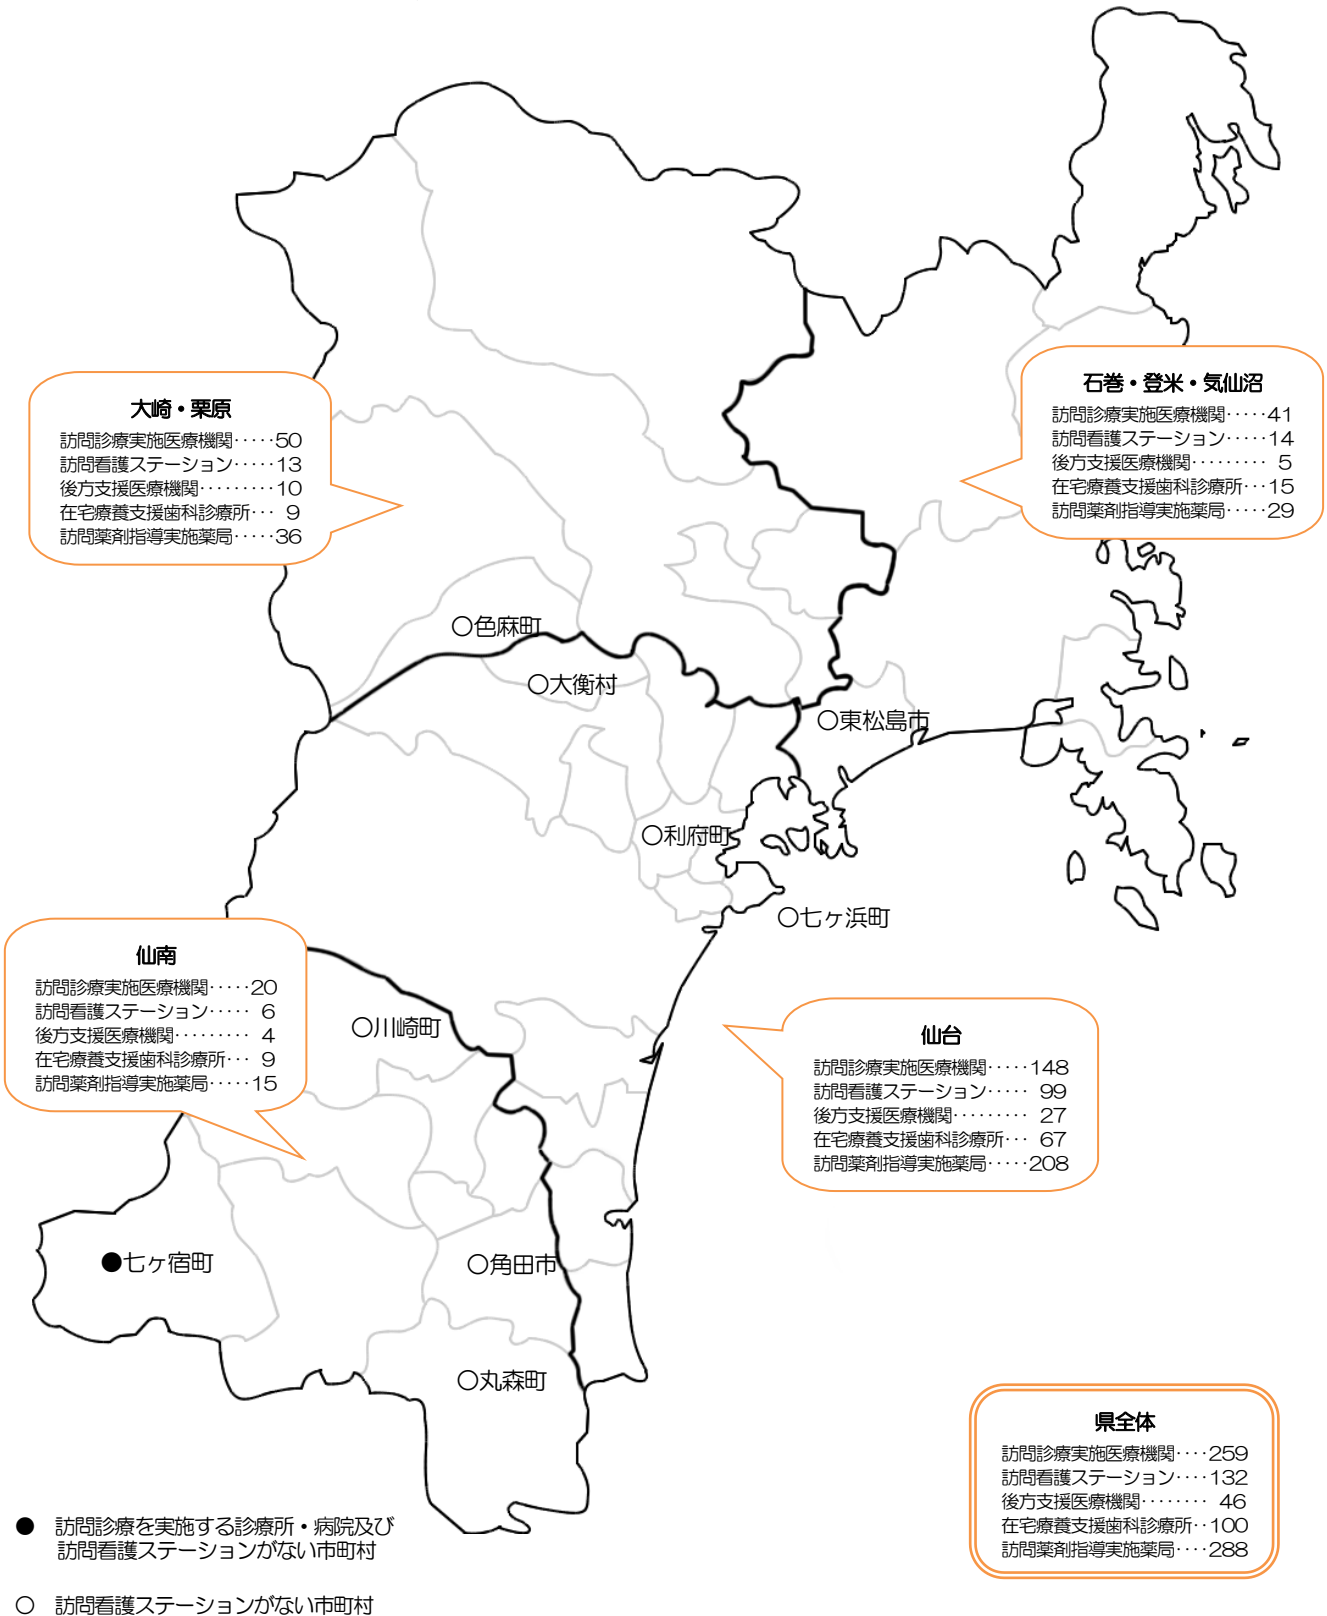 大崎・栗原
訪問診療実施医療機関‥‥‥50
訪問看護ステーション‥‥‥13
後方支援医療機関‥‥‥‥‥10
在宅療養支援歯科診療所‥‥ 9
訪問薬剤指導実施薬局‥‥‥36
石巻・登米・気仙沼
訪問診療実施医療機関‥‥‥41
訪問看護ステーション‥‥‥14
後方支援医療機関‥‥‥‥‥ 5
在宅療養支援歯科診療所‥‥15
訪問薬剤指導実施薬局‥‥‥29
○色麻町
○大衡村
○東松島市
○利府町
○七ヶ浜町
仙南
訪問診療実施医療機関‥‥‥20
訪問看護ステーション‥‥‥ 6
後方支援医療機関‥‥‥‥‥ 4
在宅療養支援歯科診療所‥‥ 9
訪問薬剤指導実施薬局‥‥‥15
○川崎町
仙台
訪問診療実施医療機関‥‥‥148
訪問看護ステーション‥‥‥ 99
後方支援医療機関‥‥‥‥‥ 27
在宅療養支援歯科診療所‥‥ 67
訪問薬剤指導実施薬局‥‥‥208
●七ヶ宿町
○角田市
○丸森町
県全体
訪問診療実施医療機関‥‥259
訪問看護ステーション‥‥132
後方支援医療機関‥‥‥‥ 46
在宅療養支援歯科診療所‥100
訪問薬剤指導実施薬局‥‥288
● 訪問診療を実施する診療所・病院及び
訪問看護ステーションがない市町村
○ 訪問看護ステーションがない市町村